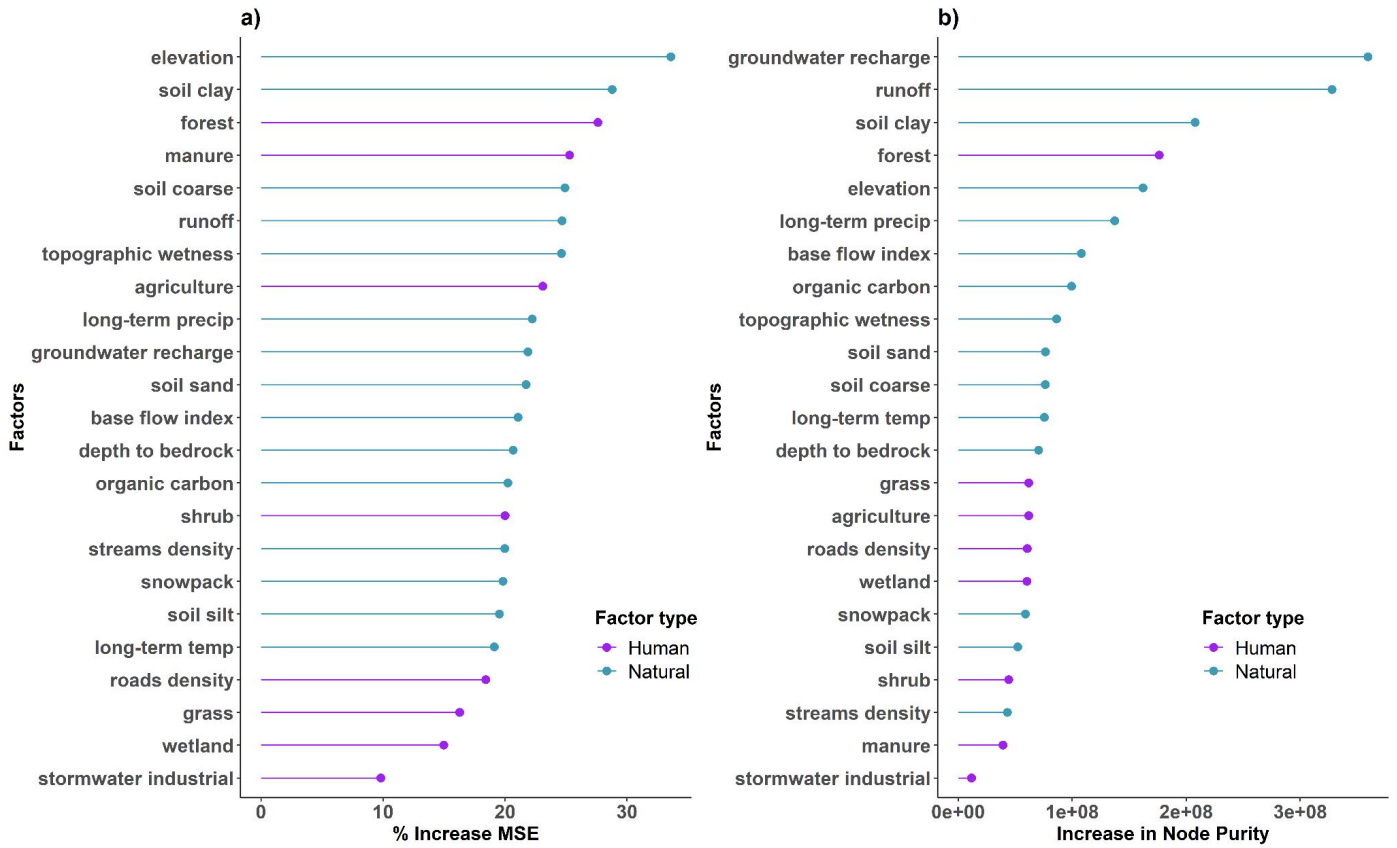 a)
Factors
elevation
soil clay
forest
manure
soil coarse
runoff
topographic wetness
agriculture
long-term precip
groundwater recharge
soil sand
base flow index
depth to bedrock
organic carbon
shrub
streams density
snowpack
soil silt
long-term temp
roads density
grass
wetland
stormwater industrial
Factor type
Human
Natural
0 10 20 30
% Increase MSE
b)
Factors
groundwater recharge
runoff
soil clay
forest
elevation
long-term precip
base flow index
organic carbon
topographic wetness
soil sand
soil coarse
long-term temp
depth to bedrock
grass
agriculture
roads density
wetland
snowpack
soil silt
shrub
streams density
manure
stormwater industrial
Factor type
Human
Natural
0e+00 1e+08 2e+08 3e+08
Increase in Node Purity